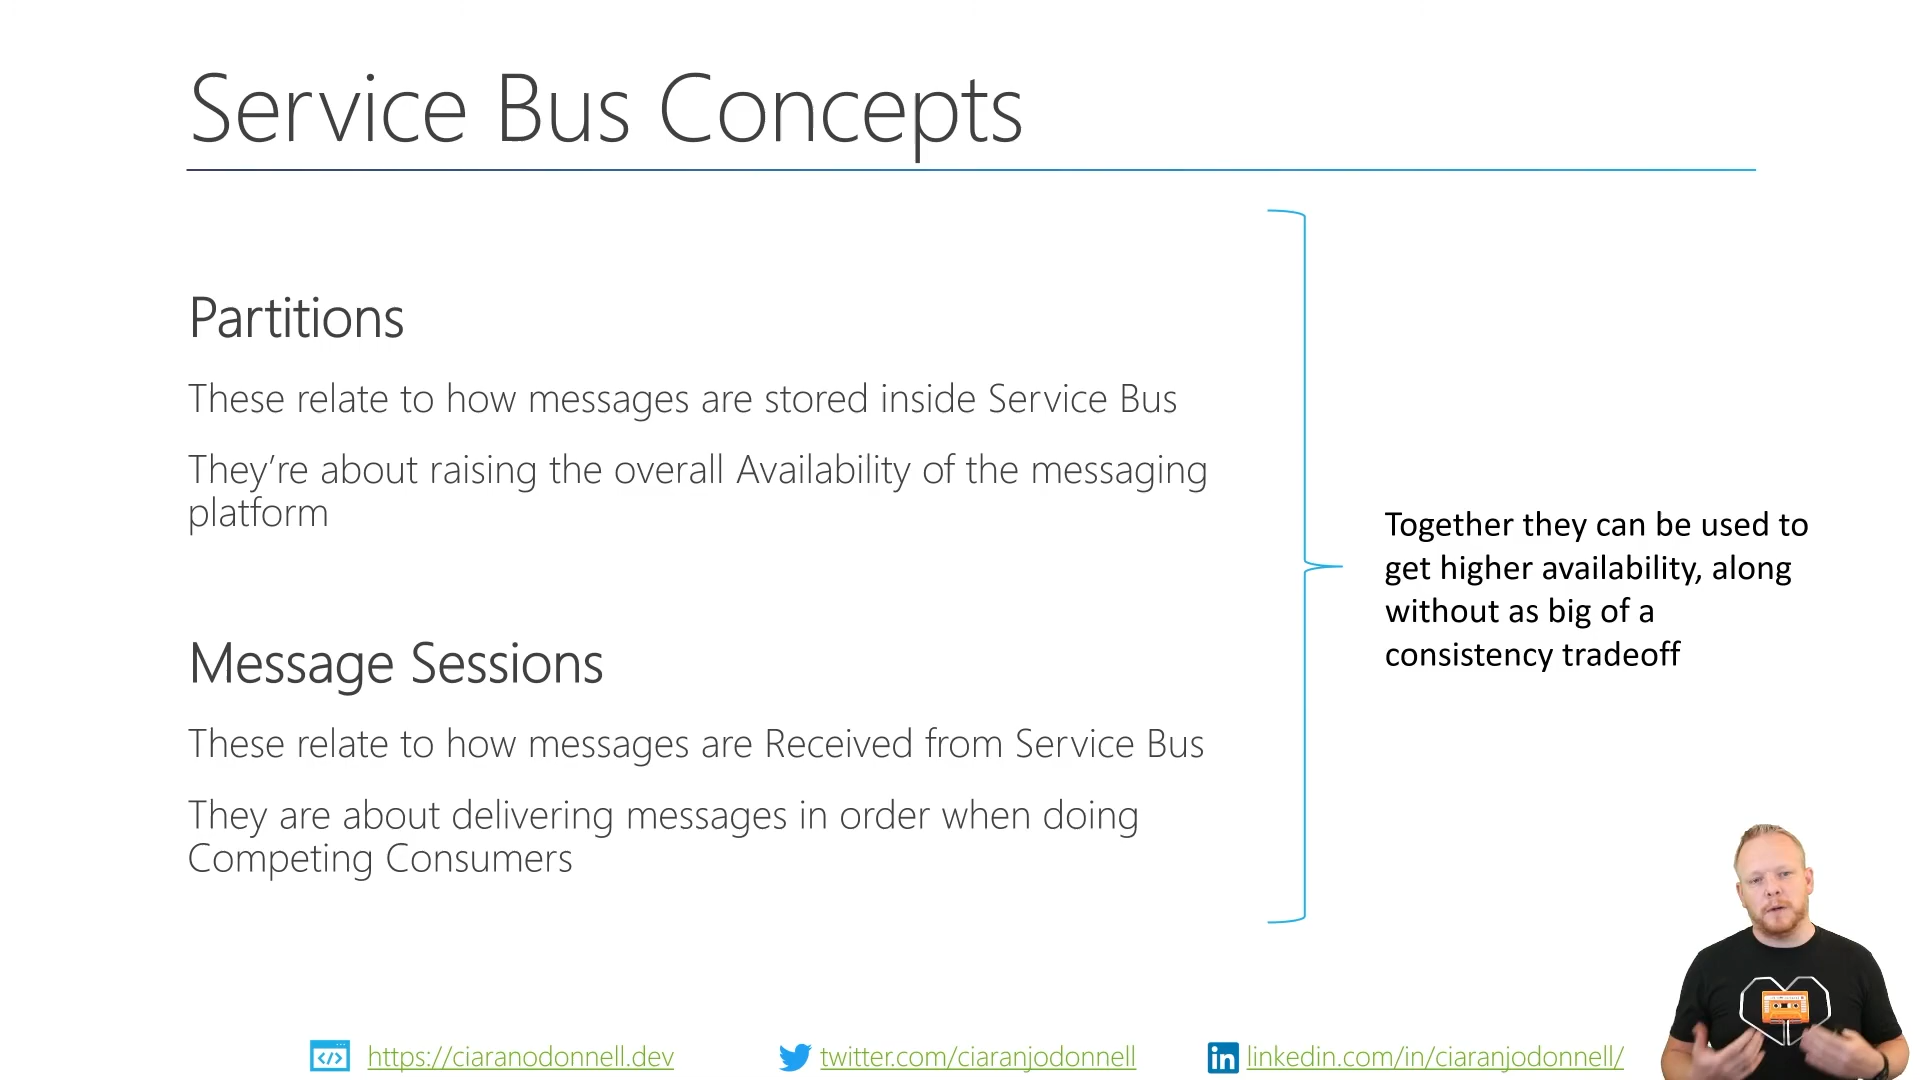 Service Bus Concepts
Partitions
These relate to how messages are stored inside Service Bus
They’re about raising the overall Availability of the messaging
platform
Message Sessions
These relate to how messages are Received from Service Bus
They are about delivering messages in order when doing
Competing Consumers
Together they can be used to
get higher availability, along
without as big of a
consistency tradeoff
https://ciaranodonnell.dev
twitter.com/ciaranjodonnell
linkedin.com/in/ciaranjodonnell/